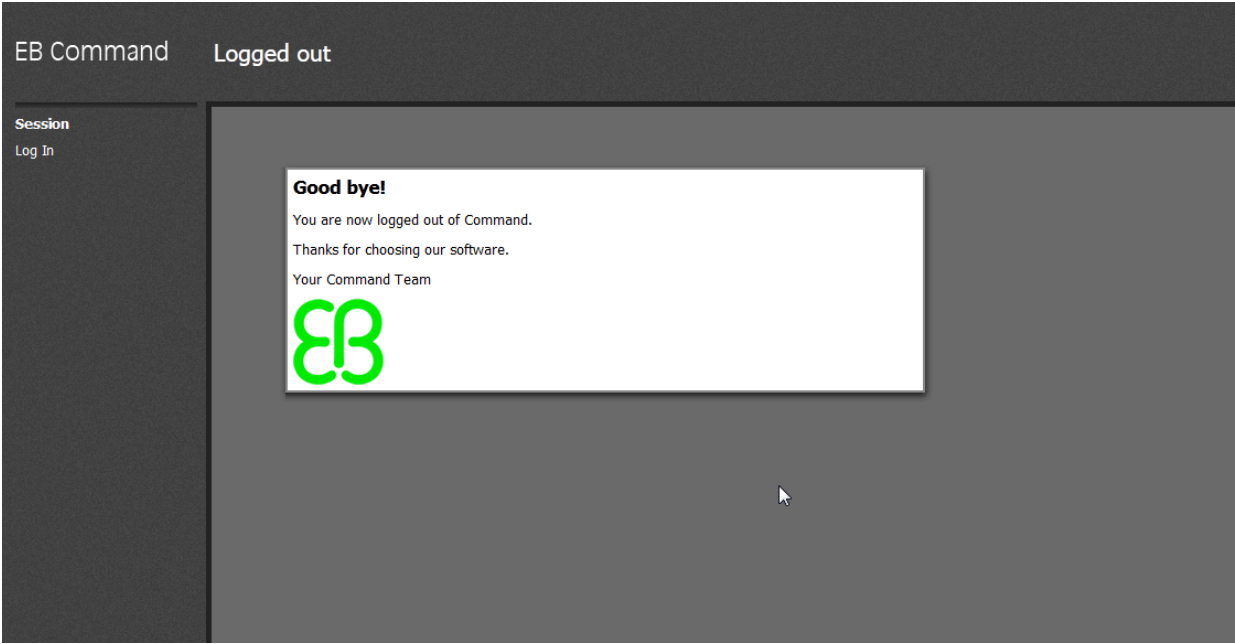 EB Command
Logged out
Session
Log In
Good bye!
You are now logged out of Command.
Thanks for choosing our software.
Your Command Team
EB